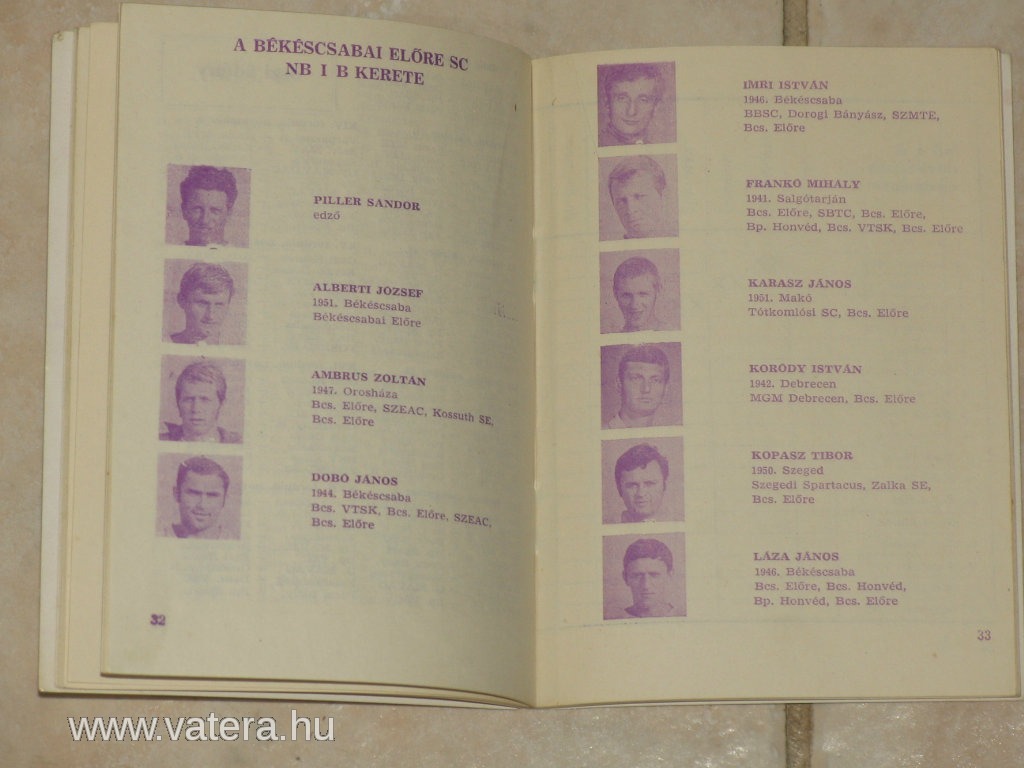 A BÉKÉSCSABAI ELŐRE SC
NB I B KERETE
PILLER SANDOR
edző
ALBERTI JOZSEF
1951. Békéscsaba
Békéscsabai Előre
AMBRUS ZOLTÁN
1947. Orosháza
Bcs. Előre, SZEAC, Kossuth SE,
Bcs. Előre
DOBÓ JÁNOS
1944. Békéscsaba
Bcs. VTSK, Bcs. Előre, SZEAC,
Bcs. Előre
32
IMRI ISTVÁN
1946. Békéscsaba
BBSC, Dorogi Bányász, SZMTE,
Bcs. Előre
FRANKÓ MIHÁLY
1941. Salgótarján
Bcs. Előre, SBTC, Bcs. Előre,
Bp. Honvéd, Bcs. VTSK, Bcs. Előre
KARASZ JÁNOS
1951. Makó
Tótkomlósi SC, Bcs. Előre
KORÓDY ISTVÁN
1942. Debrecen
MGM Debrecen, Bcs. Előre
KOPASZ TIBOR
1950. Szeged
Szegedi Spartacus, Zalka SE,
Bcs. Előre
LÁZA JÁNOS
1946. Békéscsaba
Bcs. Előre, Bcs. Honvéd,
Bp. Honvéd, Bcs. Előre
33
www.vatera.hu